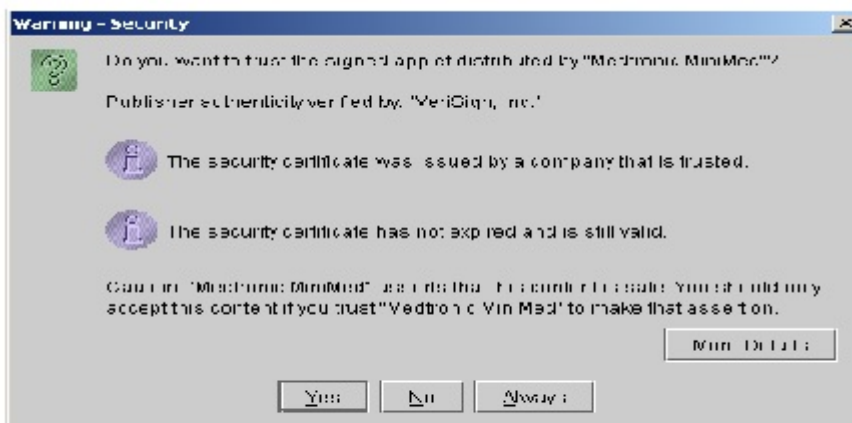 Warning - Security
Do you want to trust the signed applet distributed by "Medtronic MiniMed"?
Publisher authenticity verified by: "VeriSign, Inc."
The security certificate was issued by a company that is trusted.
The security certificate has not expired and is still valid.
Caution: "Medtronic MiniMed" asserts that this content is safe. You should only
accept this content if you trust "Medtronic MiniMed" to make that assertion.
More Details
Yes No Always